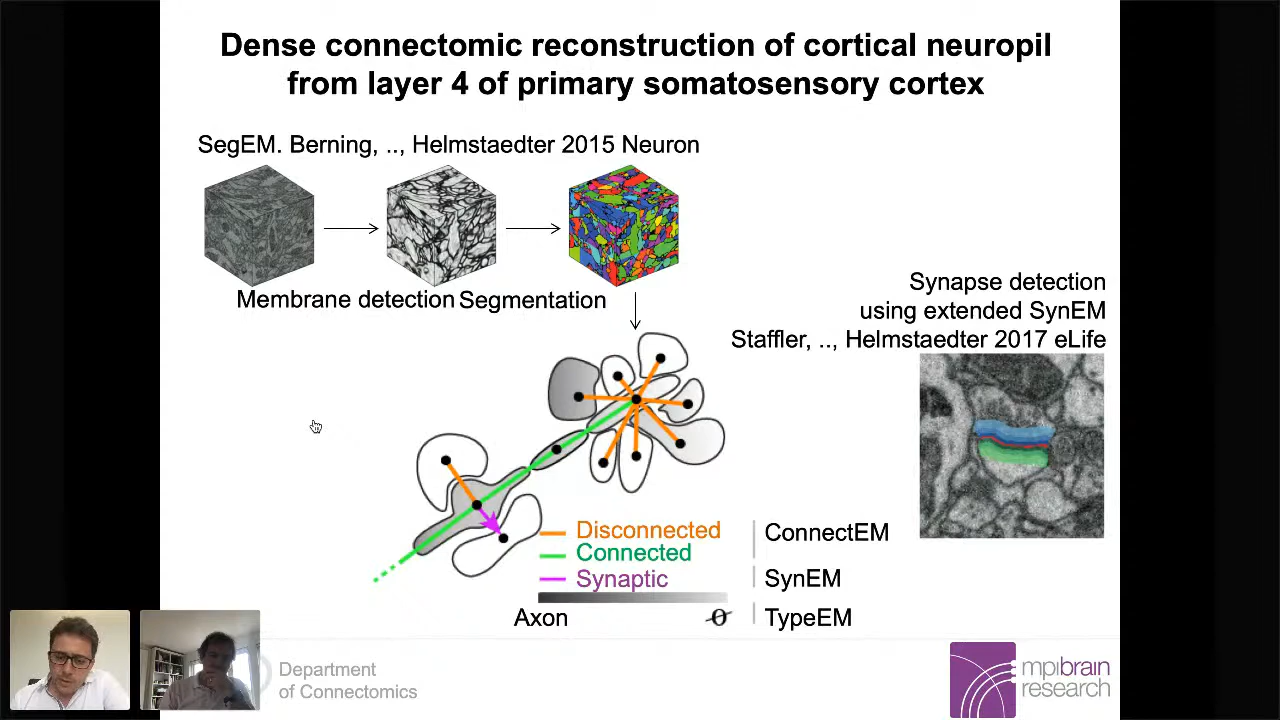 Dense connectomic reconstruction of cortical neuropil
from layer 4 of primary somatosensory cortex
SegEM. Berning, .., Helmstaedter 2015 Neuron
Membrane detection Segmentation
Synapse detection
using extended SynEM
Staffler, .., Helmstaedter 2017 eLife
Disconnected
Connected
Synaptic
ConnectEM
SynEM
Axon
TypeEM
Department
of Connectomics
mpibrain
research